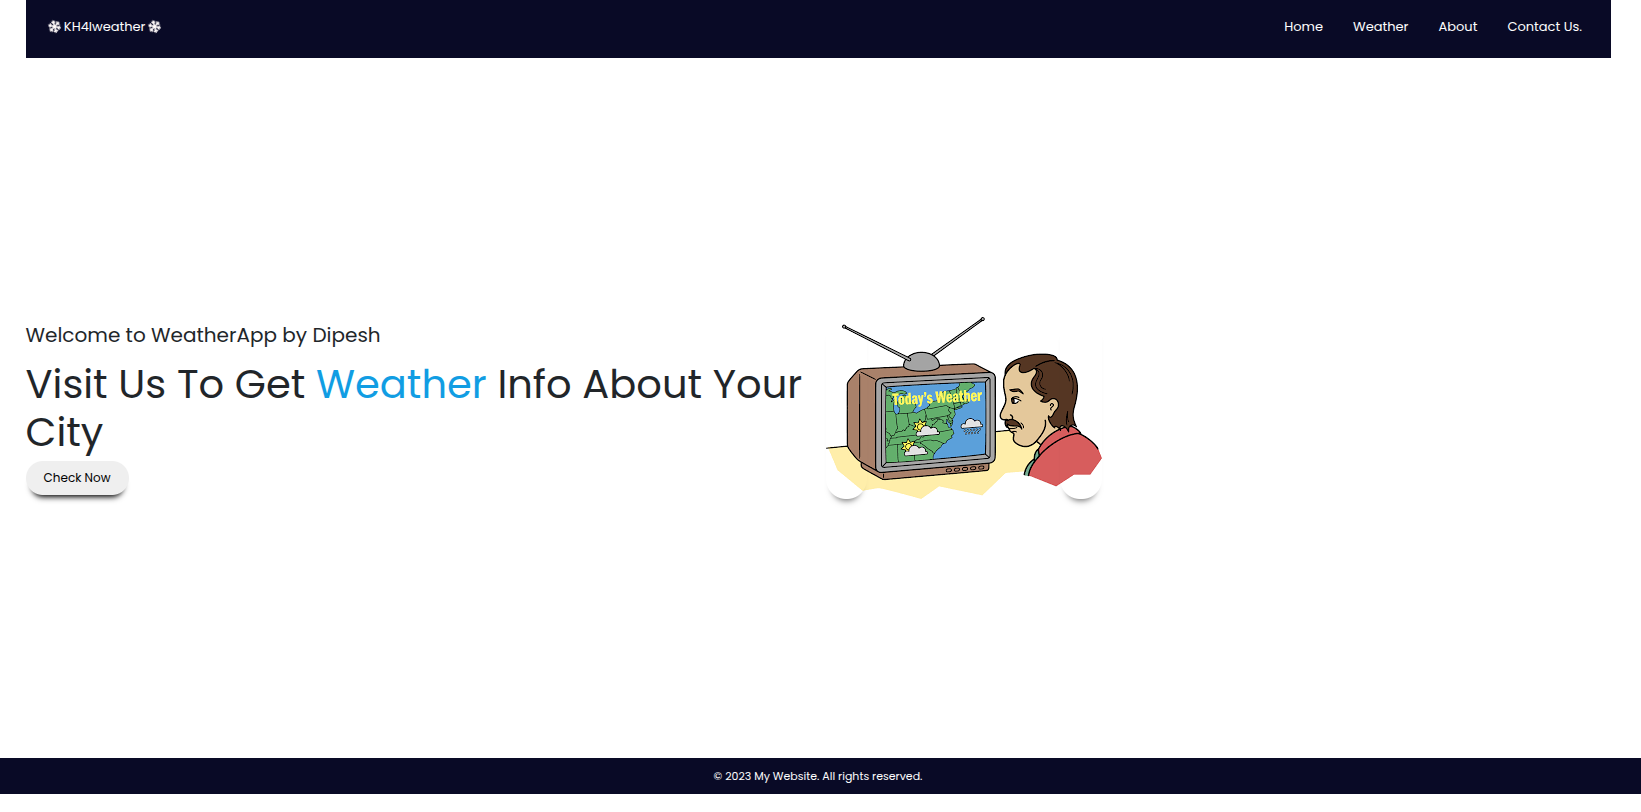 ❄KH4Iweather❄
Home Weather About Contact Us.
Welcome to WeatherApp by Dipesh
Visit Us To Get Weather Info About Your
City
Check Now
Today's Weather
© 2023 My Website. All rights reserved.